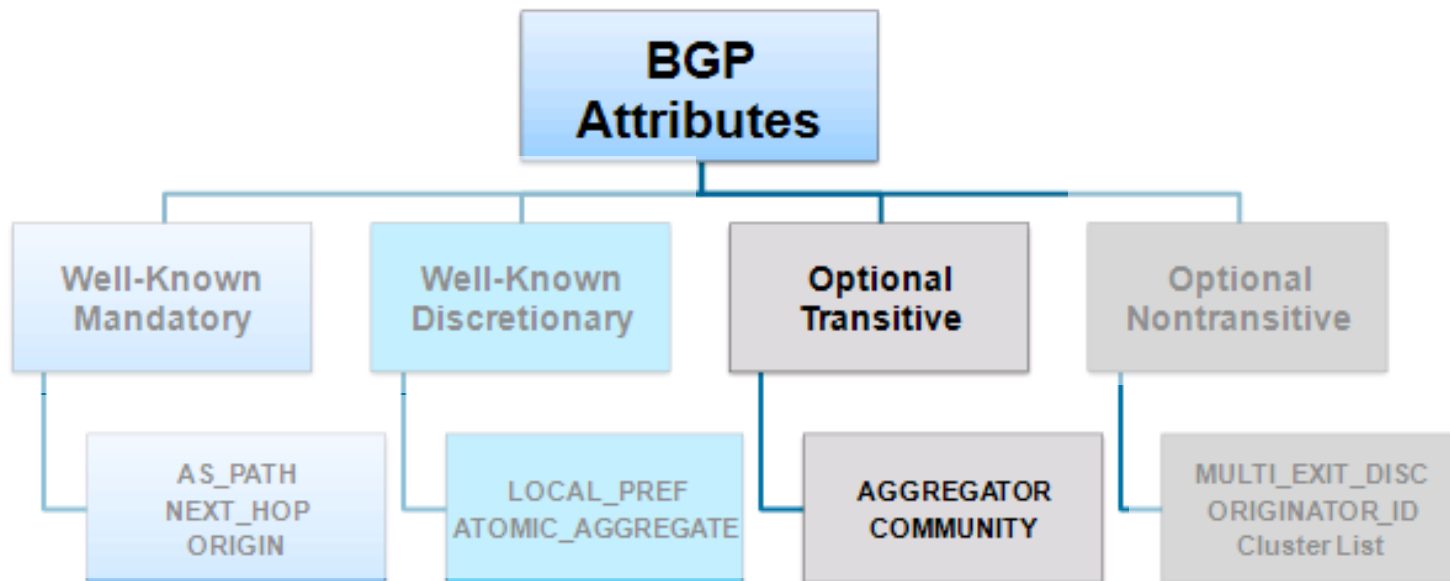 BGP
Attributes
Well-Known
Mandatory
Well-Known
Discretionary
Optional
Transitive
Optional
Nontransitive
AS_PATH
NEXT_HOP
ORIGIN
LOCAL_PREF
ATOMIC_AGGREGATE
AGGREGATOR
COMMUNITY
MULTI_EXIT_DISC
ORIGINATOR_ID
Cluster List